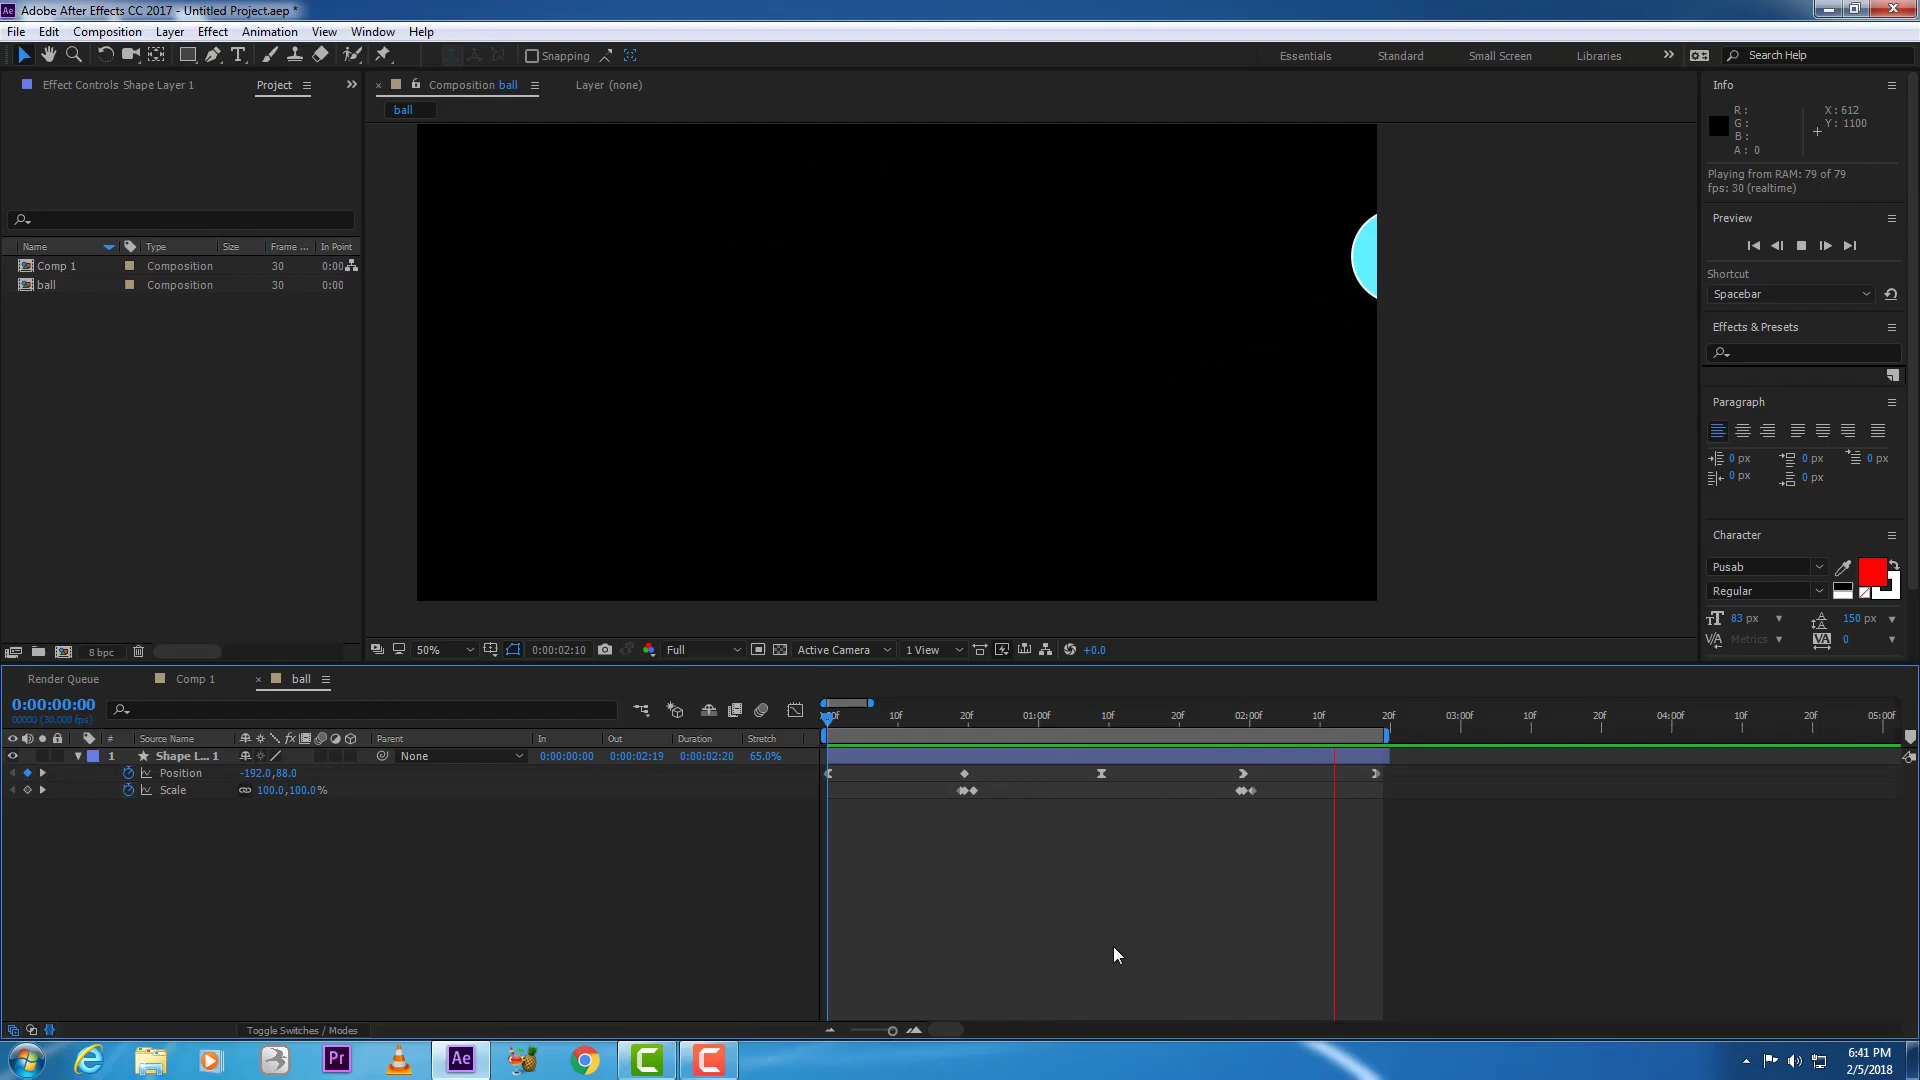 Adobe After Effects CC 2017 - Untitled Project.aep *
File Edit Composition Layer Effect Animation View Window Help
Snapping Essentials Standard Small Screen Libraries Search Help
Effect Controls Shape Layer 1 Project Composition ball Layer (none) Info
ball
R : X : 612
G : Y : 1100
B :
A : 0
Playing from RAM: 79 of 79
fps: 30 (realtime)
Preview
Name Type Size Frame ... In Point
Comp 1 Composition 30 0:00
ball Composition 30 0:00
Shortcut
Spacebar
Effects & Presets
Paragraph
0 px 0 px 0 px
0 px 0 px
Character
Pusab
Regular
83 px 150 px
Metrics 0
8 bpc 50% 0:00:02:10 Full Active Camera 1 View +0.0
Render Queue Comp 1 ball
0:00:00:00
00000 (30.000 fps)
10f 20f 01:00f 10f 20f 02:00f 10f 20f 03:00f 10f 20f 04:00f 10f 20f 05:00f
# Source Name fx Parent In Out Duration Stretch
1 Shape L... 1 None 0:00:00:00 0:00:02:19 0:00:02:20 65.0%
Position -192.0,88.0
Scale 100.0,100.0%
Toggle Switches / Modes
Pr Ae
6:41 PM
2/5/2018